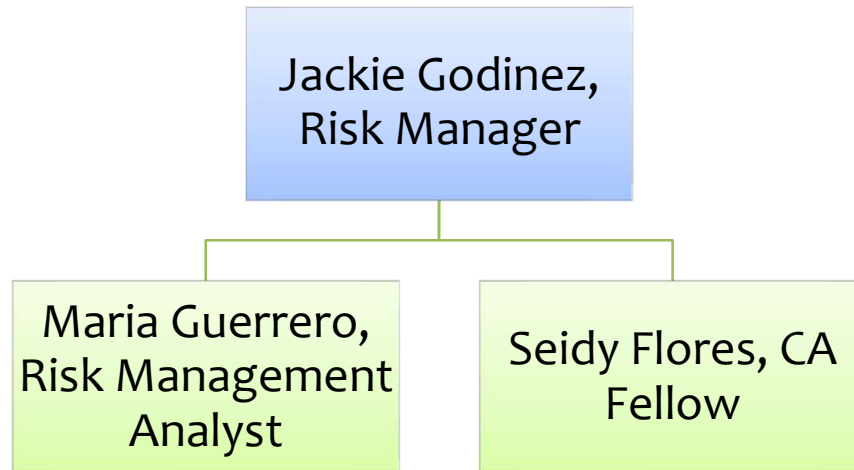 Jackie Godinez,
Risk Manager
Maria Guerrero,
Risk Management
Analyst
Seidy Flores, CA
Fellow